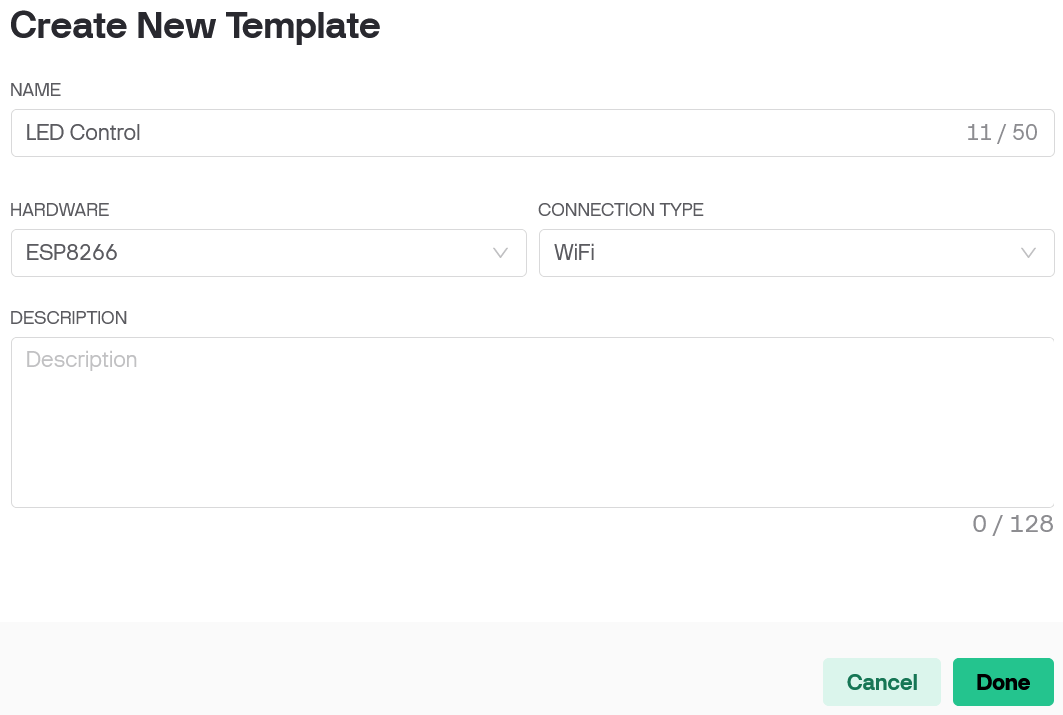 Create New Template
NAME
LED Control 11 / 50
HARDWARE CONNECTION TYPE
ESP8266 WiFi
DESCRIPTION
Description
0 / 128
Cancel Done